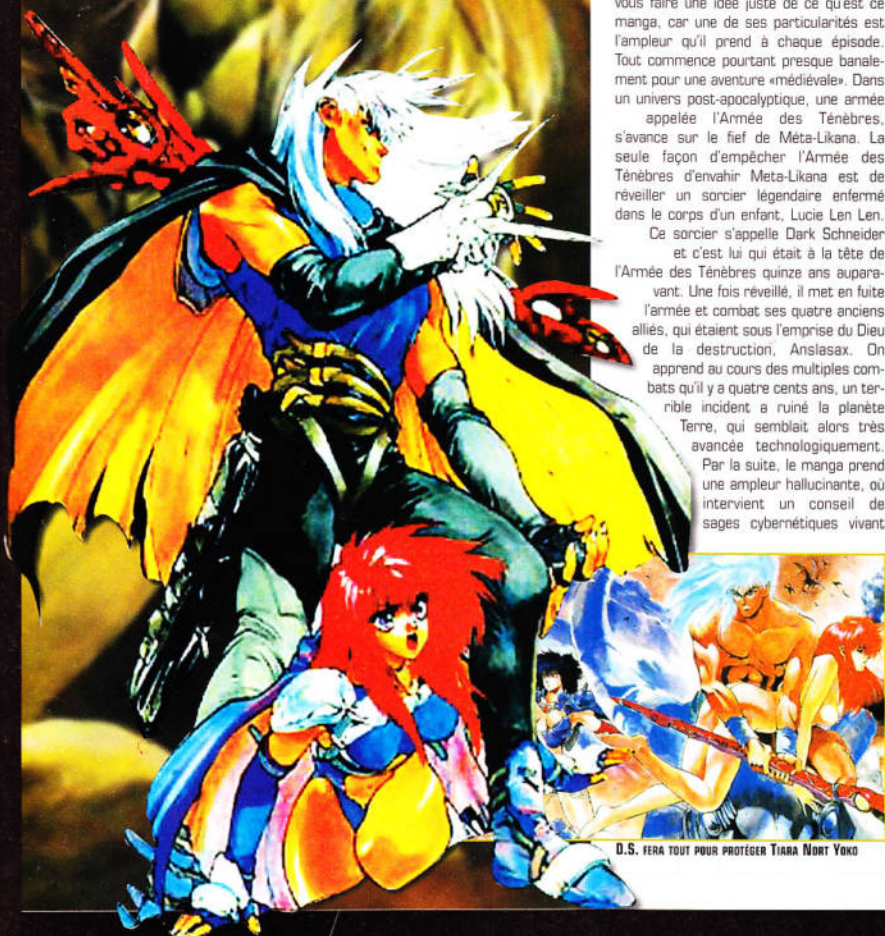 vous faire une idée juste de ce qu'est ce
manga, car une de ses particularités est
l'ampleur qu'il prend à chaque épisode.
Tout commence pourtant presque banale-
ment pour une aventure «médiévale». Dans
un univers post-apocalyptique, une armée
appelée l'Armée des Ténèbres,
s'avance sur le fief de Méta-Likana. La
seule façon d'empêcher l'Armée des
Ténèbres d'envahir Meta-Likana est de
réveiller un sorcier légendaire enfermé
dans le corps d'un enfant, Lucie Len Len.
Ce sorcier s'appelle Dark Schneider
et c'est lui qui était à la tête de
l'Armée des Ténèbres quinze ans aupara-
vant. Une fois réveillé, il met en fuite
l'armée et combat ses quatre anciens
alliés, qui étaient sous l'emprise du Dieu
de la destruction, Anslasax. On
apprend au cours des multiples com-
bats qu'il y a quatre cents ans, un ter-
rible incident a ruiné la planète
Terre, qui semblait alors très
avancée technologiquement.
Par la suite, le manga prend
une ampleur hallucinante, où
intervient un conseil de
sages cybernétiques vivant
D.S. FERA TOUT POUR PROTÉGER TIARA NORT YOKO